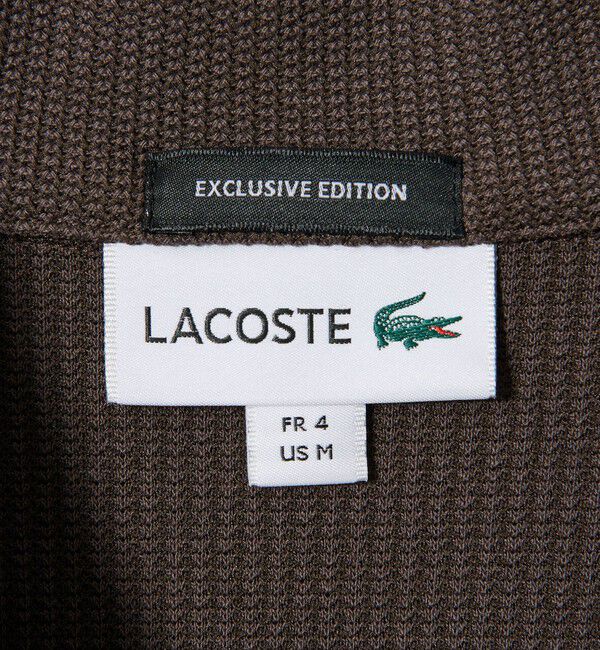 EXCLUSIVE EDITION
LACOSTE
FR 4
US M